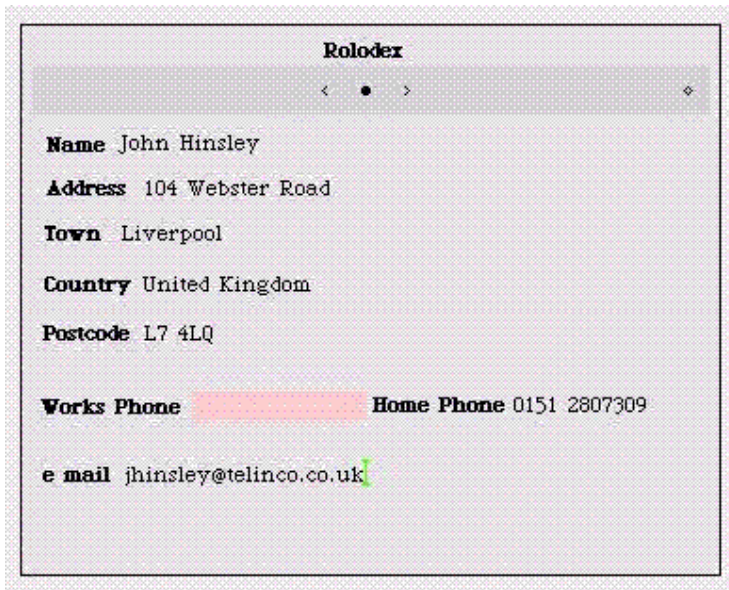 Rolodex
< ● > ◇
Name John Hinsley
Address 104 Webster Road
Town Liverpool
Country United Kingdom
Postcode L7 4LQ
Works Phone Home Phone 0151 2807309
e mail jhinsley@telinco.co.uk